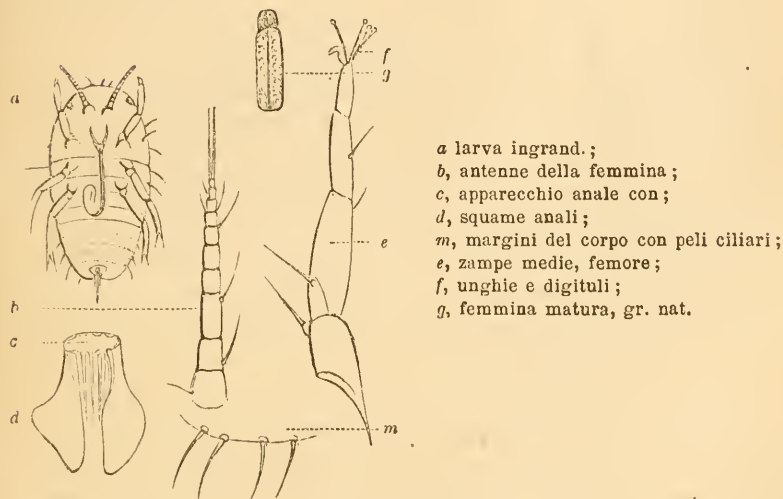 f
g
a
a larva ingrand.;
b, antenne della femmina;
c, apparecchio anale con;
d, squame anali;
m, margini del corpo con peli ciliari;
e, zampe medie, femore;
f, unghie e digituli;
g, femmina matura, gr. nat.
e
b
c
d
m